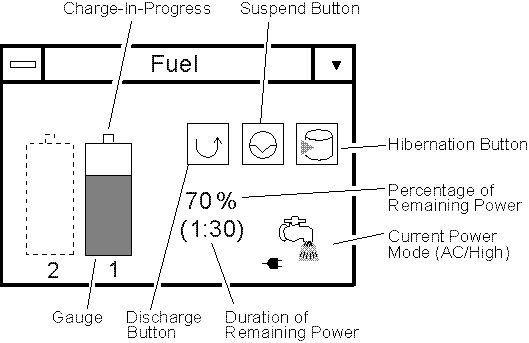 Charge-In-Progress
Suspend Button
Fuel
Hibernation Button
70%
(1:30)
Percentage of
Remaining Power
Current Power
Mode (AC/High)
2
1
Gauge
Discharge
Button
Duration of
Remaining Power